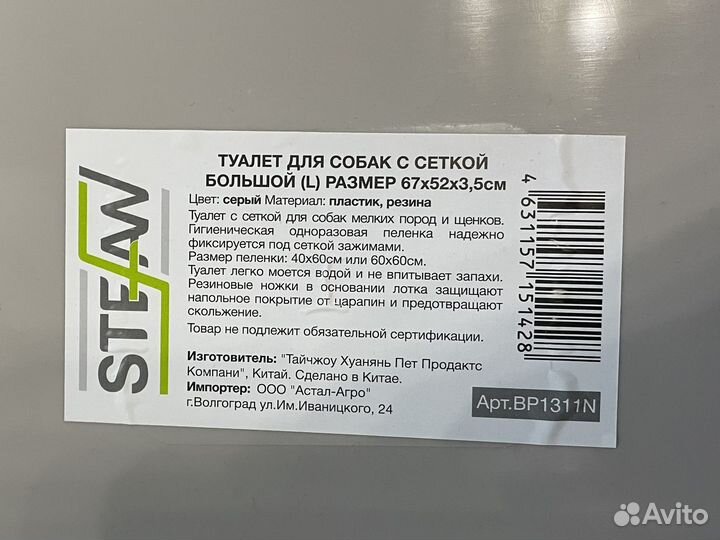 STEFAN
ТУАЛЕТ ДЛЯ СОБАК С СЕТКОЙ
БОЛЬШОЙ (L) РАЗМЕР 67x52x3,5см
Цвет: серый Материал: пластик, резина
Туалет с сеткой для собак мелких пород и щенков.
Гигиеническая одноразовая пеленка надежно
фиксируется под сеткой зажимами.
Размер пеленки: 40x60см или 60x60см.
Туалет легко моется водой и не впитывает запахи.
Резиновые ножки в основании лотка защищают
напольное покрытие от царапин и предотвращают
скольжение.
Товар не подлежит обязательной сертификации.
Изготовитель: "Тайчжоу Хуанянь Пет Продактс
Компани", Китай. Сделано в Китае.
Импортер: ООО "Астал-Агро"
г.Волгоград ул.Им.Иваницкого, 24
4 631157 151428
Арт.BP1311N
Avito